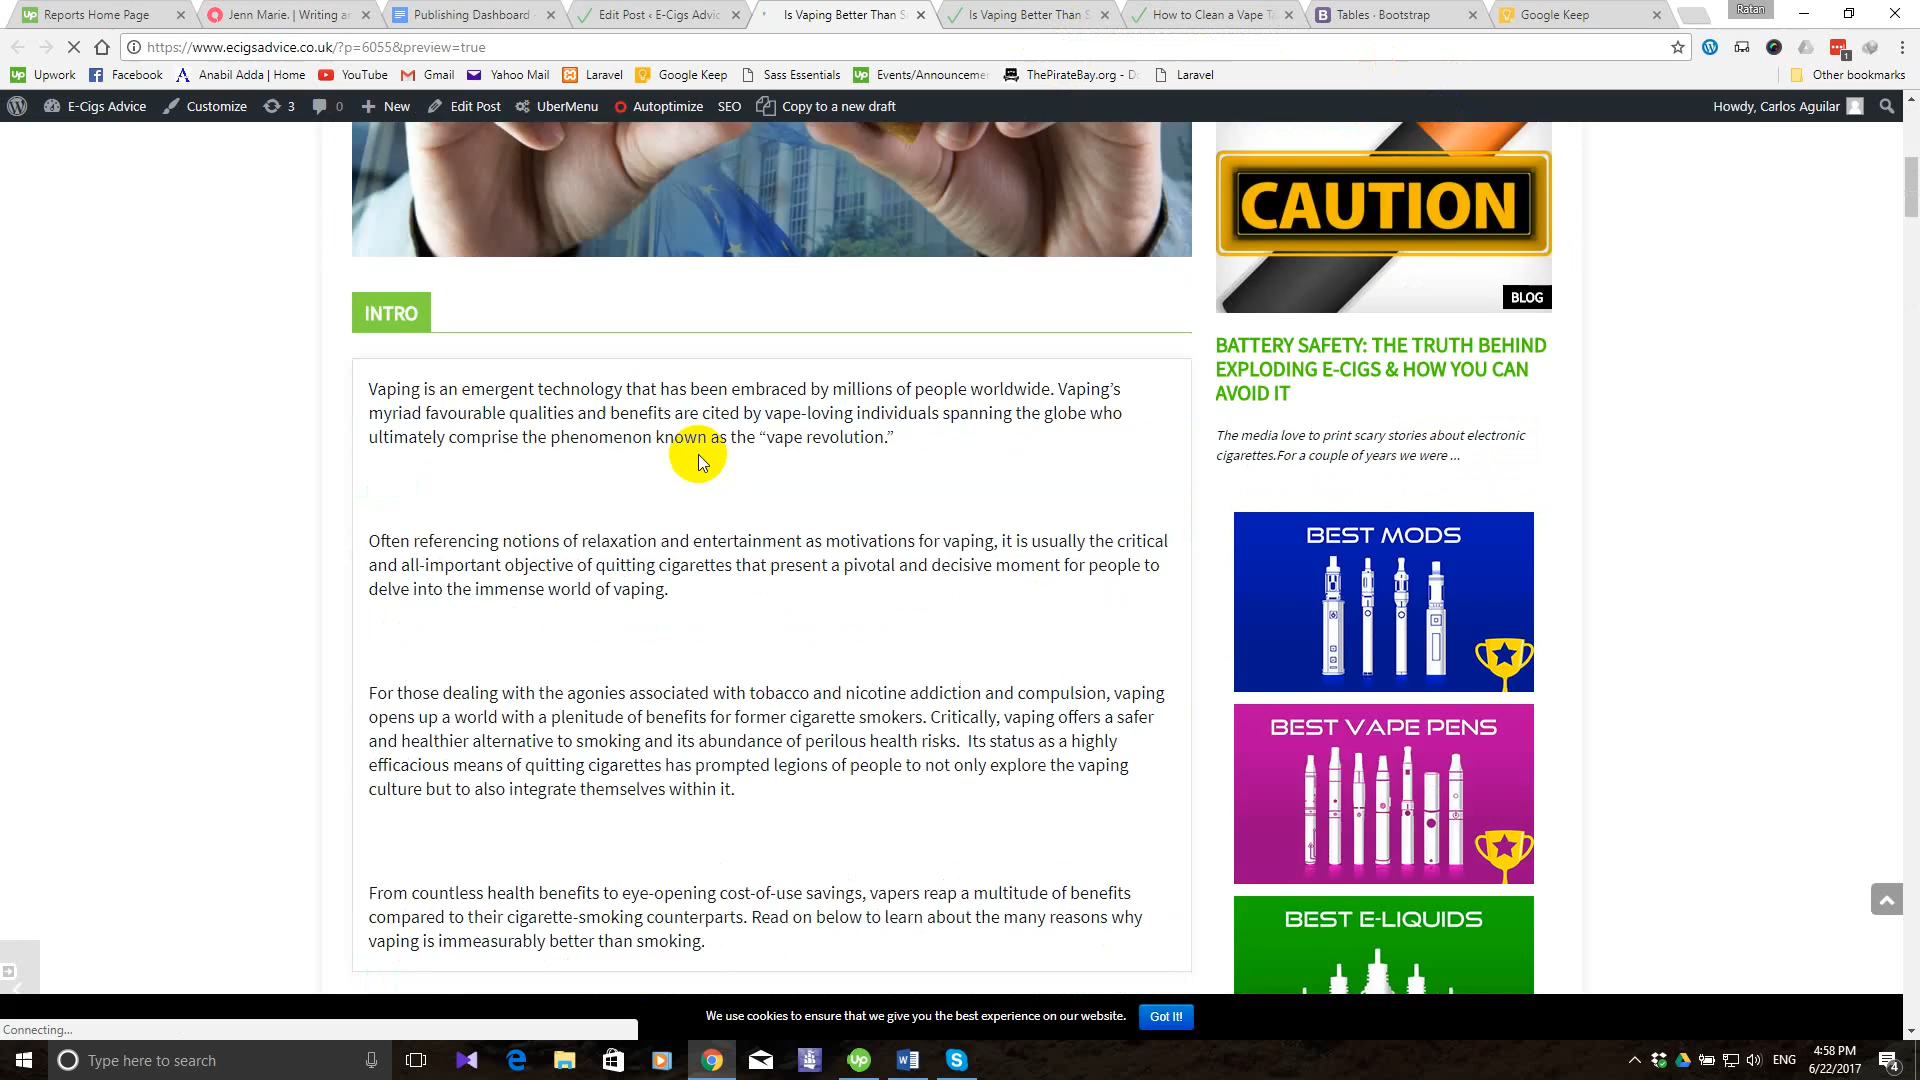 Reports Home Page
Jenn Marie. | Writing a
Publishing Dashboard
Edit Post ‹ E-Cigs Advic
Is Vaping Better Than S
Is Vaping Better Than S
How to Clean a Vape Ta
Tables · Bootstrap
Google Keep
Ratan
https://www.ecigsadvice.co.uk/?p=6055&preview=true
Upwork
Facebook
Anabil Adda | Home
YouTube
Gmail
Yahoo Mail
Laravel
Google Keep
Sass Essentials
Events/Announceme
ThePirateBay.org - Do
Laravel
Other bookmarks
E-Cigs Advice
Customize
3
0
New
Edit Post
UberMenu
Autoptimize
SEO
Copy to a new draft
Howdy, Carlos Aguilar
INTRO
Vaping is an emergent technology that has been embraced by millions of people worldwide. Vaping’s
myriad favourable qualities and benefits are cited by vape-loving individuals spanning the globe who
ultimately comprise the phenomenon known as the “vape revolution.”
Often referencing notions of relaxation and entertainment as motivations for vaping, it is usually the critical
and all-important objective of quitting cigarettes that present a pivotal and decisive moment for people to
delve into the immense world of vaping.
For those dealing with the agonies associated with tobacco and nicotine addiction and compulsion, vaping
opens up a world with a plenitude of benefits for former cigarette smokers. Critically, vaping offers a safer
and healthier alternative to smoking and its abundance of perilous health risks.  Its status as a highly
efficacious means of quitting cigarettes has prompted legions of people to not only explore the vaping
culture but to also integrate themselves within it.
From countless health benefits to eye-opening cost-of-use savings, vapers reap a multitude of benefits
compared to their cigarette-smoking counterparts. Read on below to learn about the many reasons why
vaping is immeasurably better than smoking.
CAUTION
BLOG
BATTERY SAFETY: THE TRUTH BEHIND
EXPLODING E-CIGS & HOW YOU CAN
AVOID IT
The media love to print scary stories about electronic
cigarettes.For a couple of years we were ...
BEST MODS
BEST VAPE PENS
BEST E-LIQUIDS
We use cookies to ensure that we give you the best experience on our website.
Got It!
Connecting...
Type here to search
ENG
4:58 PM
6/22/2017
4